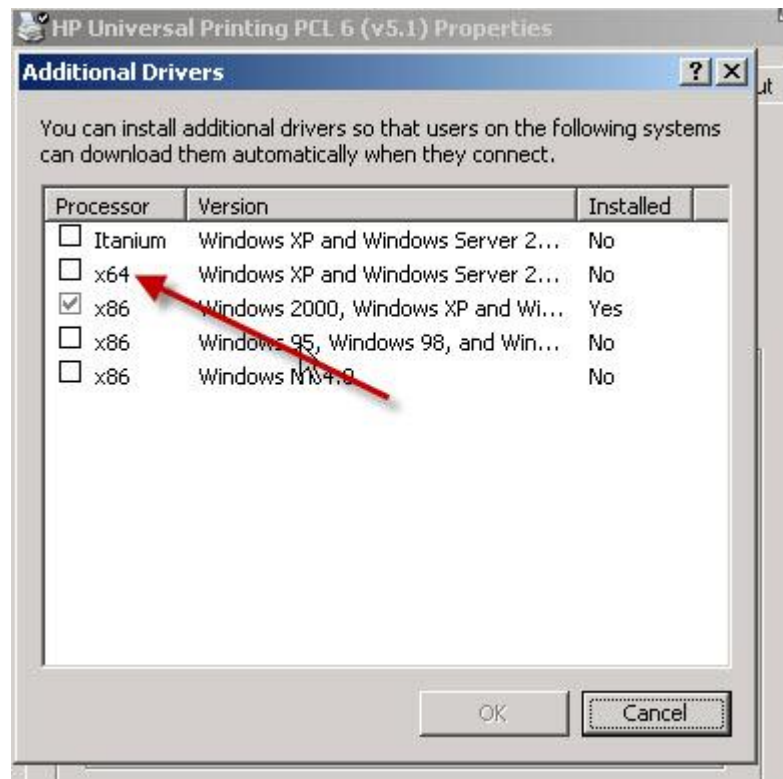 HP Universal Printing PCL 6 (v5.1) Properties
Additional Drivers
You can install additional drivers so that users on the following systems
can download them automatically when they connect.
Processor Version Installed
Itanium Windows XP and Windows Server 2... No
x64 Windows XP and Windows Server 2... No
x86 Windows 2000, Windows XP and Wi... Yes
x86 Windows 95, Windows 98, and Win... No
x86 Windows NT 4.0 No
OK Cancel